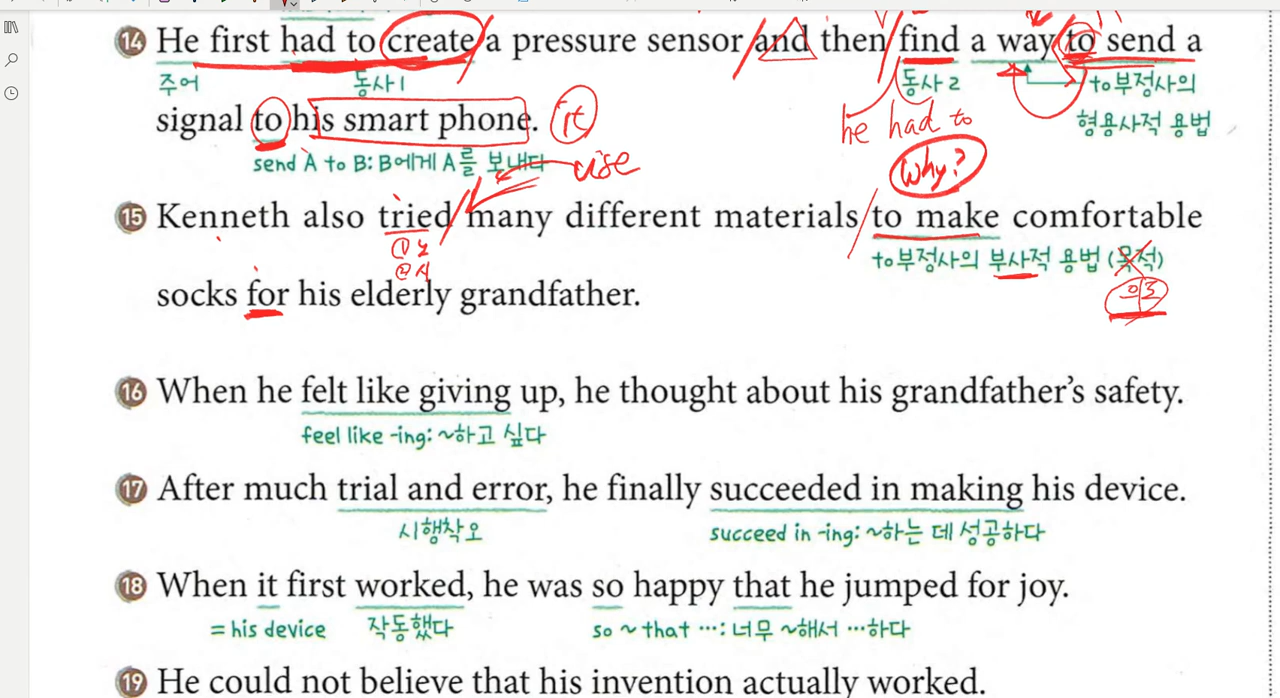 14 He first had to create a pressure sensor and then find a way to send a
주어 동사1 동사2 to부정사의
signal to his smart phone. it he had to 형용사적 용법
send A to B: B에게 A를 보내다 use Why?
15 Kenneth also tried many different materials to make comfortable
① 노 to부정사의 부사적 용법 (목적)
② 시 의도
socks for his elderly grandfather.
16 When he felt like giving up, he thought about his grandfather's safety.
feel like -ing: ~하고 싶다
17 After much trial and error, he finally succeeded in making his device.
시행착오 succeed in -ing: ~하는 데 성공하다
18 When it first worked, he was so happy that he jumped for joy.
= his device 작동했다 so ~ that …: 너무 ~해서 …하다
19 He could not believe that his invention actually worked.